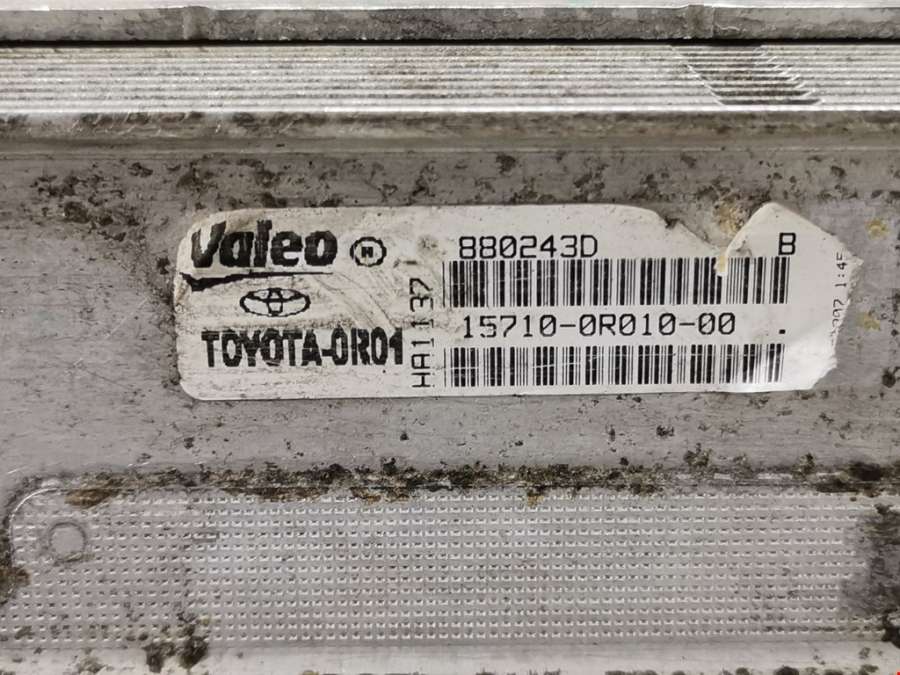 Valeo H
880243D B
TOYOTA-0R01
HA1137
15710-0R010-00 .